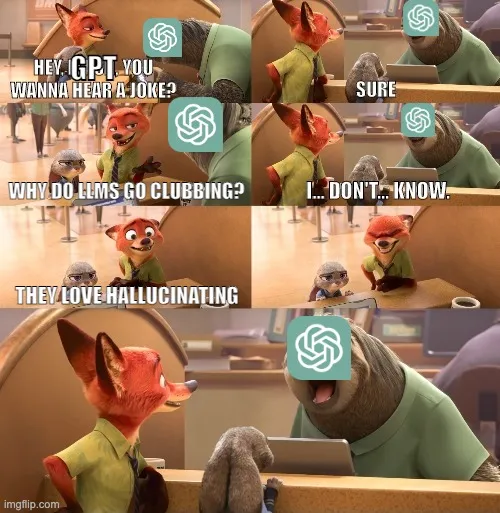 HEY, GPT, YOU
WANNA HEAR A JOKE?
SURE
WHY DO LLMS GO CLUBBING?
I... DON'T... KNOW.
THEY LOVE HALLUCINATING
imgflip.com